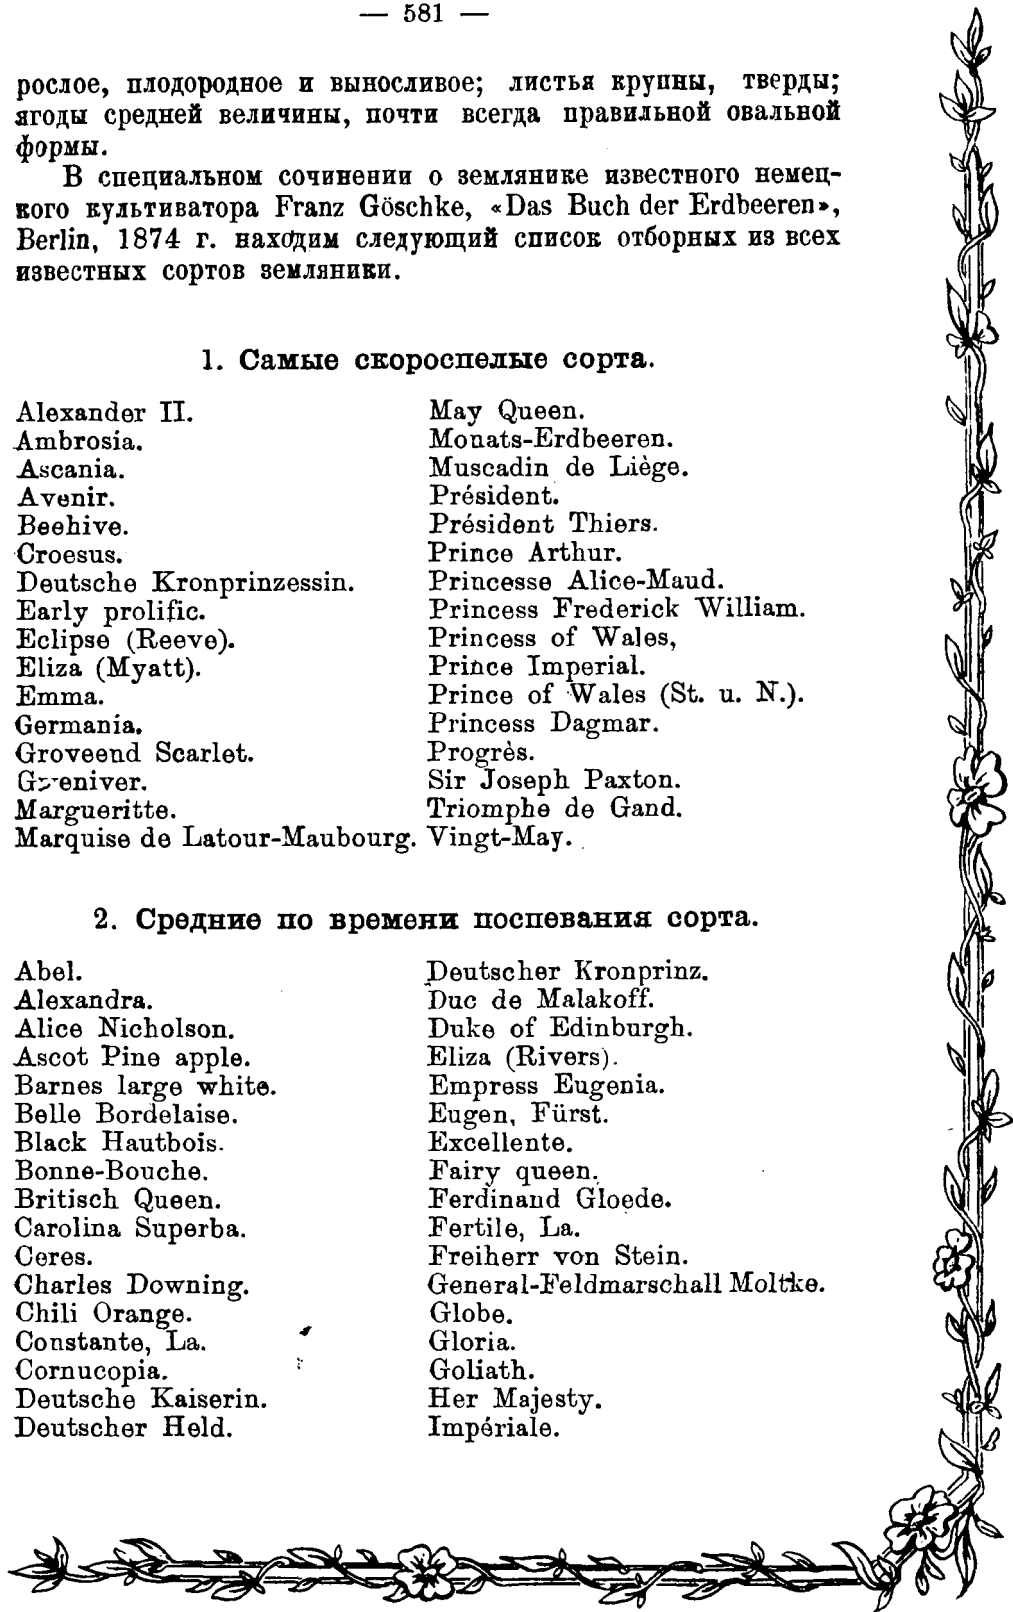 — 581 —
рослое, плодородное и выносливое; листья крупны, тверды;
ягоды средней величины, почти всегда правильной овальной
формы.
В специальном сочинении о землянике известного немец-
кого культиватора Franz Göschke, «Das Buch der Erdbeeren»,
Berlin, 1874 г. находим следующий список отборных из всех
известных сортов земляники.
1. Самые скороспелые сорта.
Alexander II.
Ambrosia.
Ascania.
Avenir.
Beehive.
Croesus.
Deutsche Kronprinzessin.
Early prolific.
Eclipse (Reeve).
Eliza (Myatt).
Emma.
Germania.
Groveend Scarlet.
Margueritte.
Marquise de Latour-Maubourg.
May Queen.
Monats-Erdbeeren.
Muscadin de Liège.
Président.
Président Thiers.
Prince Arthur.
Princesse Alice-Maud.
Princess Frederick William.
Princess of Wales,
Prince Imperial.
Prince of Wales (St. u. N.).
Princess Dagmar.
Progrès.
Sir Joseph Paxton.
Triomphe de Gand.
Vingt-May.
2. Средние по времени поспевания сорта.
Abel.
Alexandra.
Alice Nicholson.
Ascot Pine apple.
Barnes large white.
Belle Bordelaise.
Black Hautbois.
Bonne-Bouche.
Britisch Queen.
Carolina Superba.
Ceres.
Charles Downing.
Chili Orange.
Constante, La.
Cornucopia.
Deutsche Kaiserin.
Deutscher Held.
Deutscher Kronprinz.
Duc de Malakoff.
Duke of Edinburgh.
Eliza (Rivers).
Empress Eugenia.
Eugen, Fürst.
Excellente.
Fairy queen.
Ferdinand Gloede.
Fertile, La.
Freiherr von Stein.
General-Feldmarschall Moltke.
Globe.
Gloria.
Goliath.
Her Majesty.
Impériale.